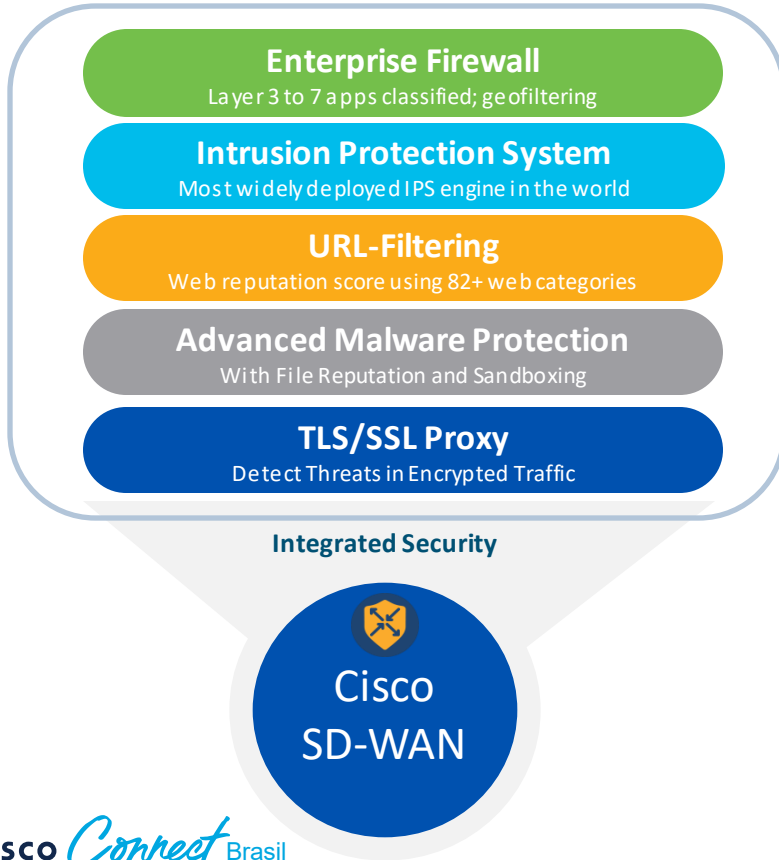 Enterprise Firewall
Layer 3 to 7 apps classified; geofiltering
Intrusion Protection System
Most widely deployed IPS engine in the world
URL-Filtering
Web reputation score using 82+ web categories
Advanced Malware Protection
With File Reputation and Sandboxing
TLS/SSL Proxy
Detect Threats in Encrypted Traffic
Integrated Security
Cisco
SD-WAN
sco Connect Brasil